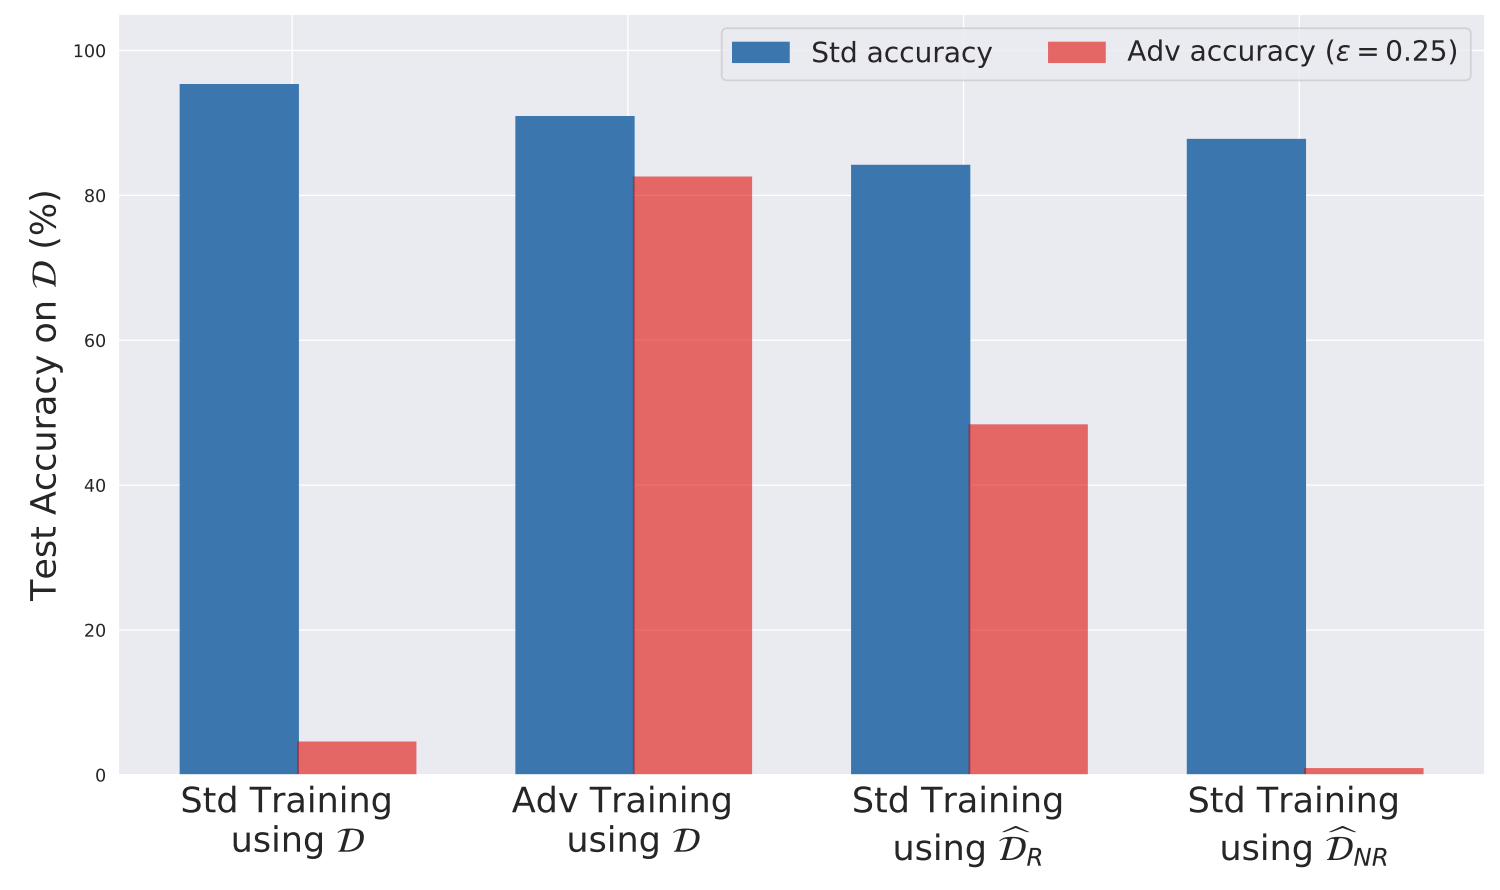 Std accuracy
Adv accuracy (ε = 0.25)
Test Accuracy on 𝒟 (%)
100
80
60
40
20
0
Std Training
using 𝒟
Adv Training
using 𝒟
Std Training
using 𝒟̂_R
Std Training
using 𝒟̂_NR